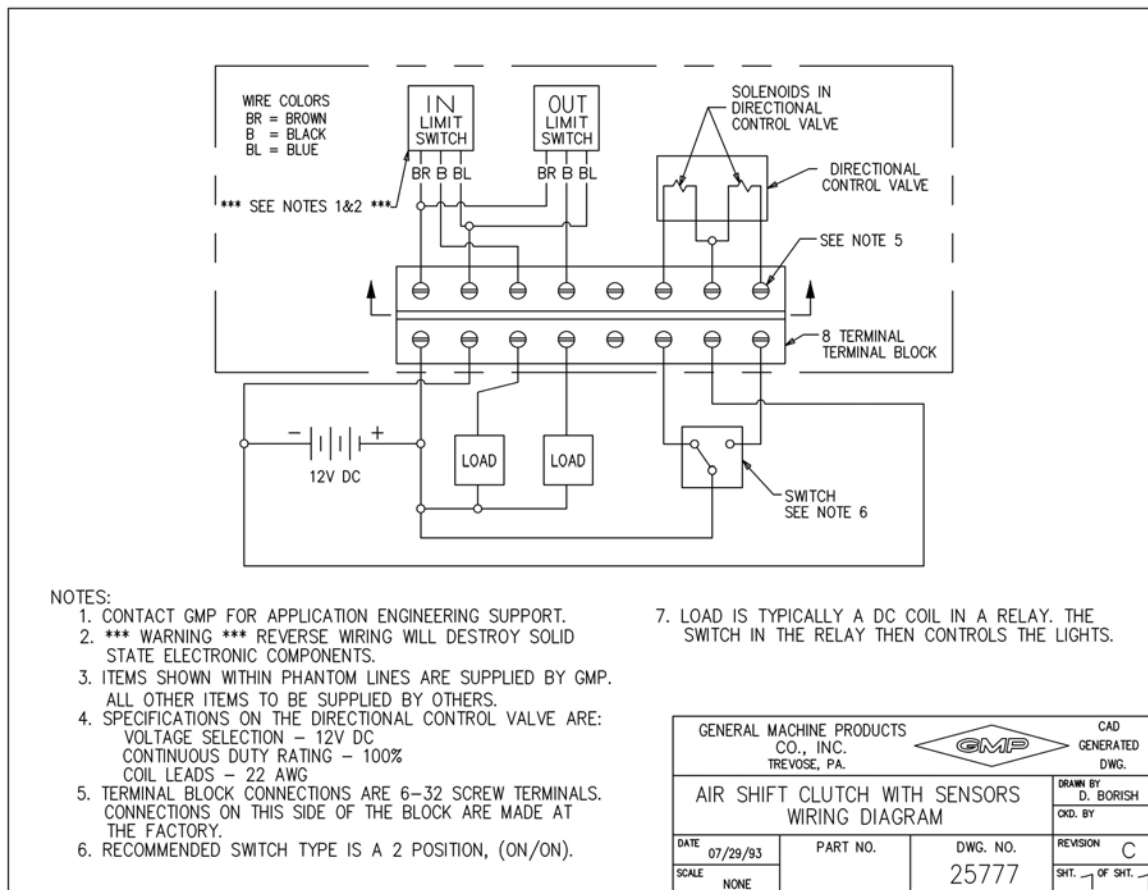 WIRE COLORS
BR = BROWN
B = BLACK
BL = BLUE
IN
LIMIT
SWITCH
OUT
LIMIT
SWITCH
SOLENOIDS IN
DIRECTIONAL
CONTROL VALVE
BR B BL
BR B BL
DIRECTIONAL
CONTROL VALVE
*** SEE NOTES 1&2 ***
SEE NOTE 5
8 TERMINAL
TERMINAL BLOCK
- +
12V DC
LOAD
LOAD
SWITCH
SEE NOTE 6
NOTES:
1. CONTACT GMP FOR APPLICATION ENGINEERING SUPPORT.
2. *** WARNING *** REVERSE WIRING WILL DESTROY SOLID
STATE ELECTRONIC COMPONENTS.
3. ITEMS SHOWN WITHIN PHANTOM LINES ARE SUPPLIED BY GMP.
ALL OTHER ITEMS TO BE SUPPLIED BY OTHERS.
4. SPECIFICATIONS ON THE DIRECTIONAL CONTROL VALVE ARE:
VOLTAGE SELECTION – 12V DC
CONTINUOUS DUTY RATING – 100%
COIL LEADS – 22 AWG
5. TERMINAL BLOCK CONNECTIONS ARE 6–32 SCREW TERMINALS.
CONNECTIONS ON THIS SIDE OF THE BLOCK ARE MADE AT
THE FACTORY.
6. RECOMMENDED SWITCH TYPE IS A 2 POSITION, (ON/ON).
7. LOAD IS TYPICALLY A DC COIL IN A RELAY. THE
SWITCH IN THE RELAY THEN CONTROLS THE LIGHTS.
GENERAL MACHINE PRODUCTS
CO., INC.
TREVOSE, PA.
GMP
CAD
GENERATED
DWG.
AIR SHIFT CLUTCH WITH SENSORS
WIRING DIAGRAM
DRAWN BY
D. BORISH
CKD. BY
DATE
07/29/93
PART NO.
DWG. NO.
25777
REVISION C
SCALE
NONE
SHT. 1 OF SHT. 1